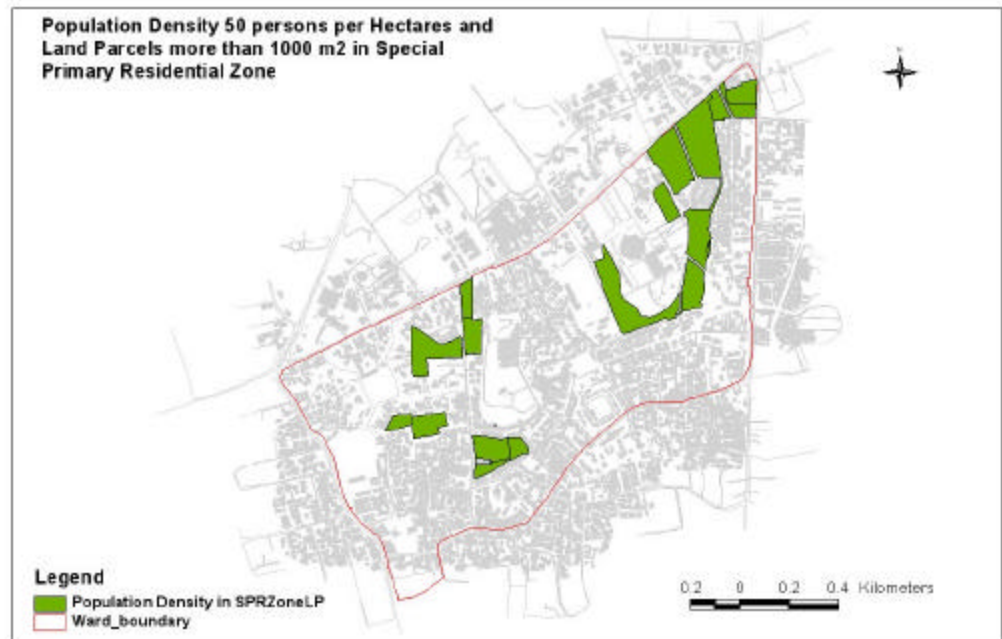 Population Density 50 persons per Hectares and
Land Parcels more than 1000 m2 in Special
Primary Residential Zone
Legend
Population Density in SPRZoneLP
Ward_boundary
0.2 0 0.2 0.4 Kilometers